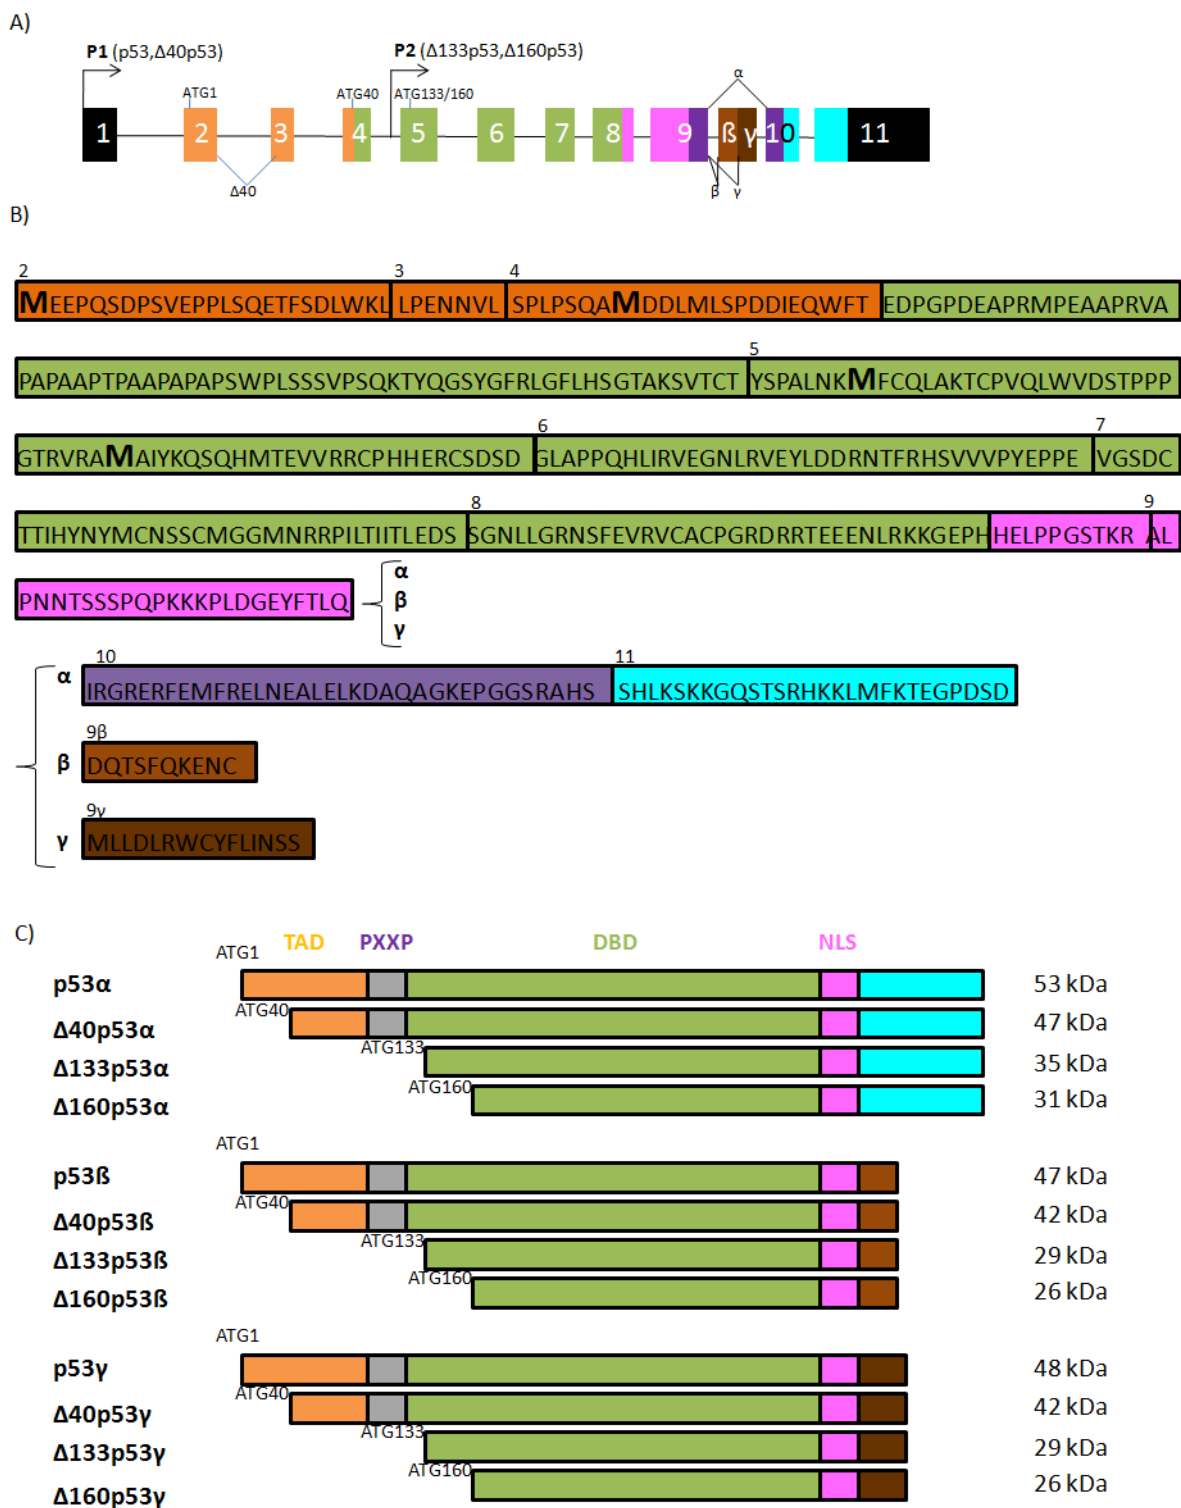 A)
P1 (p53,Δ40p53)
P2 (Δ133p53,Δ160p53)
α
ATG1
ATG40
ATG133/160
1 2 3 4 5 6 7 8 9 ß γ 10 11
Δ40
β γ
B)
2 3 4
MEEPQSDPSVEPPLSQETFSDLWKL LPENNVL SPLPSQAMDDLMLSPDDIEQWFT EDPGPDEAPRMPEAAPRVA
5
PAPAAPTPAAPAPAPSWPLSSSVPSQKTYQGSYGFRLGFLHSGTAKSVTCT YSPALNKMFCQLAKTCPVQLWVDSTPPP
6 7
GTRVRAMAIYKQSQHMTEVVRRCPHHERCSDSD GLAPPQHLIRVEGNLRVEYLDDRNTFRHSVVVPYEPPE VGSDC
8 9
TTIHYNYMCNSSCMGGMNRRPILTIITLEDS SGNLLGRNSFEVRVCACPGRDRRTEEENLRKKGEPH HELPPGSTKR AL
PNNTSSSPQPKKKPLDGEYFTLQ
α
β
γ
10 11
α IRGRERFEMFRELNEALELKDAQAGKEPGGSRAHS SHLKSKKGQSTSRHKKLMFKTEGPDSD
9β
β DQTSFQKENC
9γ
γ MLLDLRWCYFLINSS
C)
TAD PXXP DBD NLS
ATG1
p53α 53 kDa
ATG40
Δ40p53α 47 kDa
ATG133
Δ133p53α 35 kDa
ATG160
Δ160p53α 31 kDa
ATG1
p53ß 47 kDa
ATG40
Δ40p53ß 42 kDa
ATG133
Δ133p53ß 29 kDa
ATG160
Δ160p53ß 26 kDa
ATG1
p53γ 48 kDa
ATG40
Δ40p53γ 42 kDa
ATG133
Δ133p53γ 29 kDa
ATG160
Δ160p53γ 26 kDa